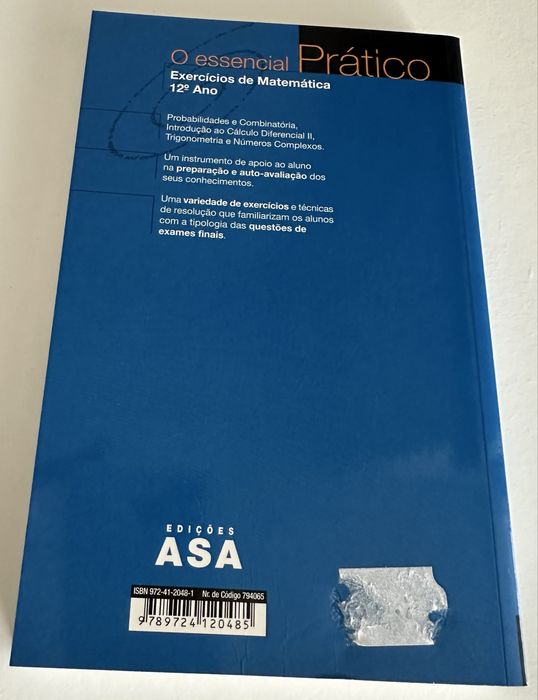 O essencial Prático
Exercícios de Matemática
12º Ano
Probabilidades e Combinatória,
Introdução ao Cálculo Diferencial II,
Trigonometria e Números Complexos.
Um instrumento de apoio ao aluno
na preparação e auto-avaliação dos
seus conhecimentos.
Uma variedade de exercícios e técnicas
de resolução que familiarizam os alunos
com a tipologia das questões de
exames finais.
EDIÇÕES
ASA
ISBN 972-41-2048-1 Nr. de Código 794065
9 789724 120485